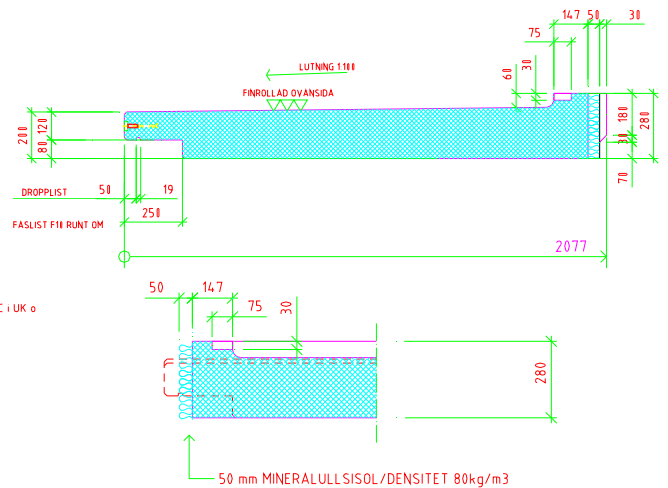 147 50 30
75
LUTNING 1:100
FINROLLAD OVANSIDA
60
30
200
120
80
180
30
280
70
DROPPLIST
50 19
250
FASLIST F10 RUNT OM
2077
50 147
75
30
C i UK ö
280
50 mm MINERALULLSISOL/DENSITET 80kg/m3